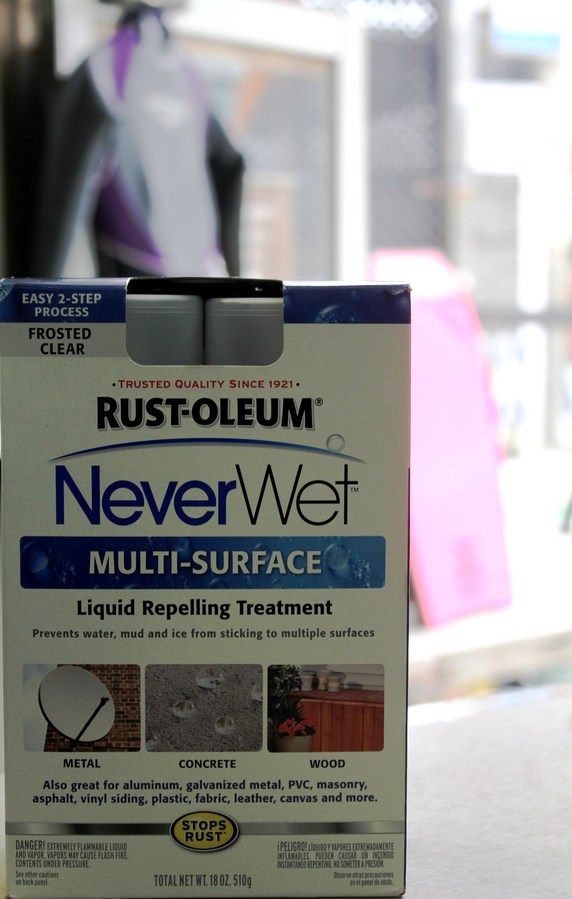 EASY 2-STEP
PROCESS
FROSTED
CLEAR
•TRUSTED QUALITY SINCE 1921•
RUST-OLEUM®
NeverWet™
MULTI-SURFACE
Liquid Repelling Treatment
Prevents water, mud and ice from sticking to multiple surfaces
METAL CONCRETE WOOD
Also great for aluminum, galvanized metal, PVC, masonry,
asphalt, vinyl siding, plastic, fabric, leather, canvas and more.
STOPS
RUST
DANGER! EXTREMELY FLAMMABLE LIQUID
AND VAPOR. VAPORS MAY CAUSE FLASH FIRE.
CONTENTS UNDER PRESSURE.
See other cautions
on back panel.
TOTAL NET WT. 18 OZ. 510g
¡PELIGRO! LÍQUIDO Y VAPORES EXTREMADAMENTE
INFLAMABLES. PUEDEN CAUSAR UN INCENDIO
INSTANTÁNEO REPENTINO. NO SOMETER A PRESIÓN.
Observe otras precauciones
en el panel de atrás.